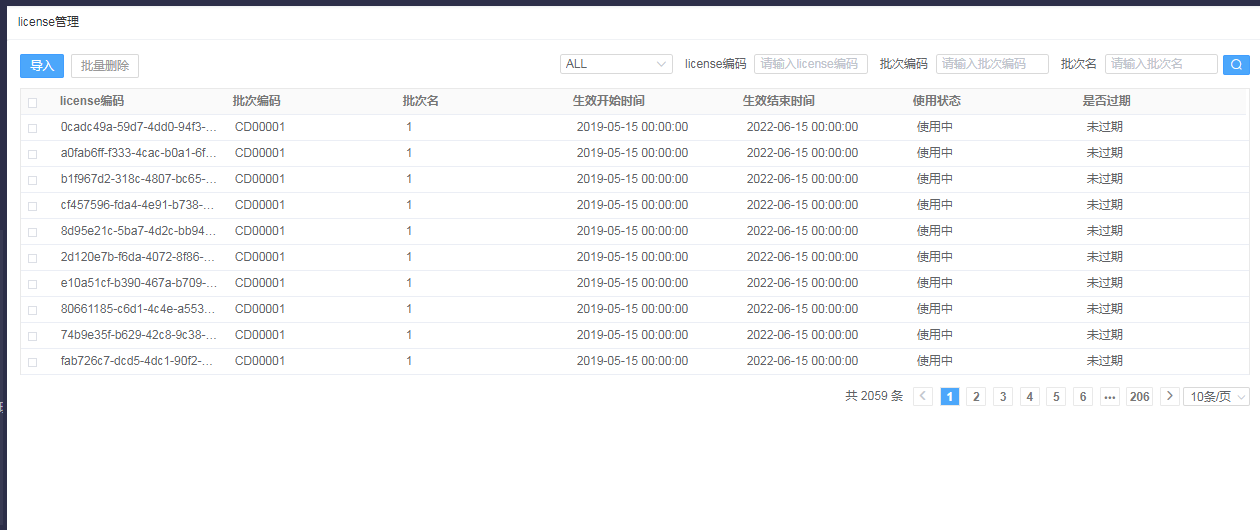 license管理
导入 批量删除 ALL license编码 请输入license编码 批次编码 请输入批次编码 批次名 请输入批次名
license编码 批次编码 批次名 生效开始时间 生效结束时间 使用状态 是否过期
0cadc49a-59d7-4dd0-94f3-... CD00001 1 2019-05-15 00:00:00 2022-06-15 00:00:00 使用中 未过期
a0fab6ff-f333-4cac-b0a1-6f... CD00001 1 2019-05-15 00:00:00 2022-06-15 00:00:00 使用中 未过期
b1f967d2-318c-4807-bc65-... CD00001 1 2019-05-15 00:00:00 2022-06-15 00:00:00 使用中 未过期
cf457596-fda4-4e91-b738-... CD00001 1 2019-05-15 00:00:00 2022-06-15 00:00:00 使用中 未过期
8d95e21c-5ba7-4d2c-bb94... CD00001 1 2019-05-15 00:00:00 2022-06-15 00:00:00 使用中 未过期
2d120e7b-f6da-4072-8f86-... CD00001 1 2019-05-15 00:00:00 2022-06-15 00:00:00 使用中 未过期
e10a51cf-b390-467a-b709-... CD00001 1 2019-05-15 00:00:00 2022-06-15 00:00:00 使用中 未过期
80661185-c6d1-4c4e-a553... CD00001 1 2019-05-15 00:00:00 2022-06-15 00:00:00 使用中 未过期
74b9e35f-b629-42c8-9c38-... CD00001 1 2019-05-15 00:00:00 2022-06-15 00:00:00 使用中 未过期
fab726c7-dcd5-4dc1-90f2-... CD00001 1 2019-05-15 00:00:00 2022-06-15 00:00:00 使用中 未过期
共 2059 条 1 2 3 4 5 6 ... 206 10条/页